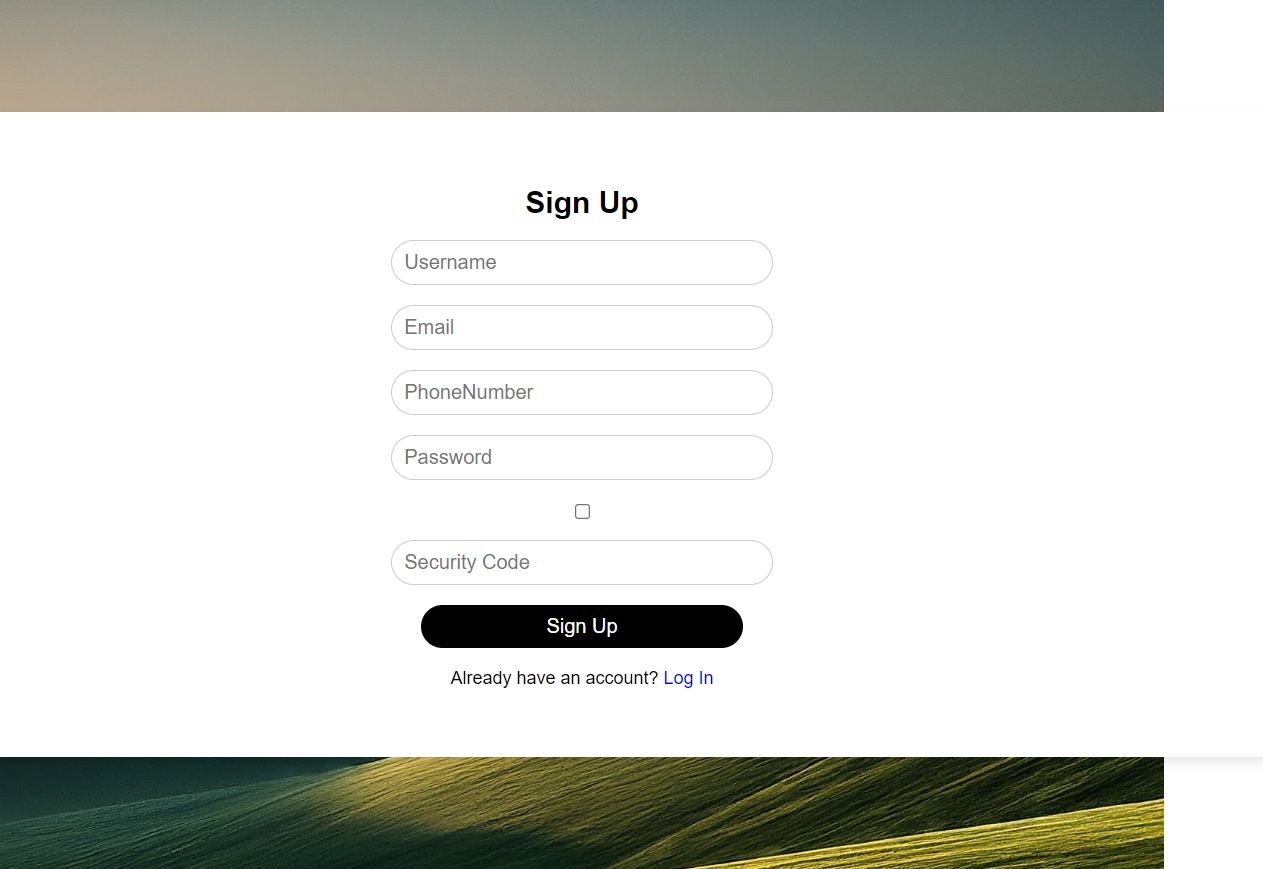 Sign Up
Username
Email
PhoneNumber
Password
Security Code
Sign Up
Already have an account? Log In